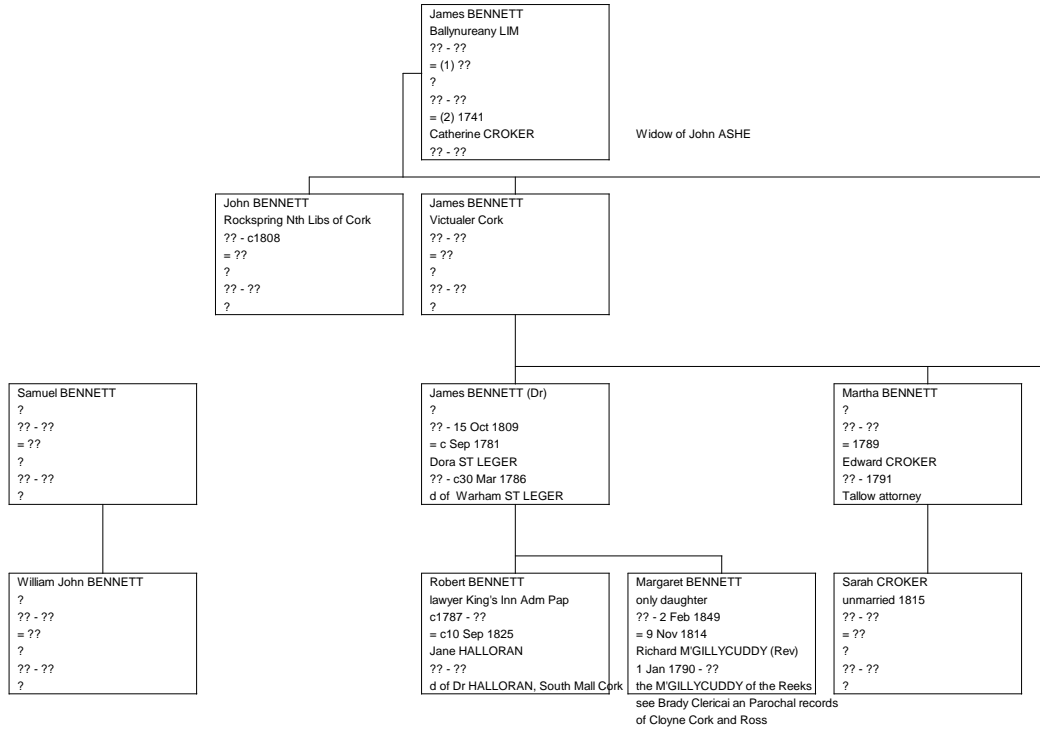 James BENNETT
Ballynureany LIM
?? - ??
= (1) ??
?
?? - ??
= (2) 1741
Catherine CROKER
?? - ??
Widow of John ASHE
John BENNETT
Rockspring Nth Libs of Cork
?? - c1808
= ??
?
?? - ??
?
James BENNETT
Victualer Cork
?? - ??
= ??
?
?? - ??
?
Samuel BENNETT
?
?? - ??
= ??
?
?? - ??
?
James BENNETT (Dr)
?
?? - 15 Oct 1809
= c Sep 1781
Dora ST LEGER
?? - c30 Mar 1786
d of Warham ST LEGER
Martha BENNETT
?
?? - ??
= 1789
Edward CROKER
?? - 1791
Tallow attorney
William John BENNETT
?
?? - ??
= ??
?
?? - ??
?
Robert BENNETT
lawyer King's Inn Adm Pap
c1787 - ??
= c10 Sep 1825
Jane HALLORAN
?? - ??
d of Dr HALLORAN, South Mall Cork
Margaret BENNETT
only daughter
?? - 2 Feb 1849
= 9 Nov 1814
Richard M'GILLYCUDDY (Rev)
1 Jan 1790 - ??
the M'GILLYCUDDY of the Reeks
see Brady Clericai an Parochal records
of Cloyne Cork and Ross
Sarah CROKER
unmarried 1815
?? - ??
= ??
?
?? - ??
?